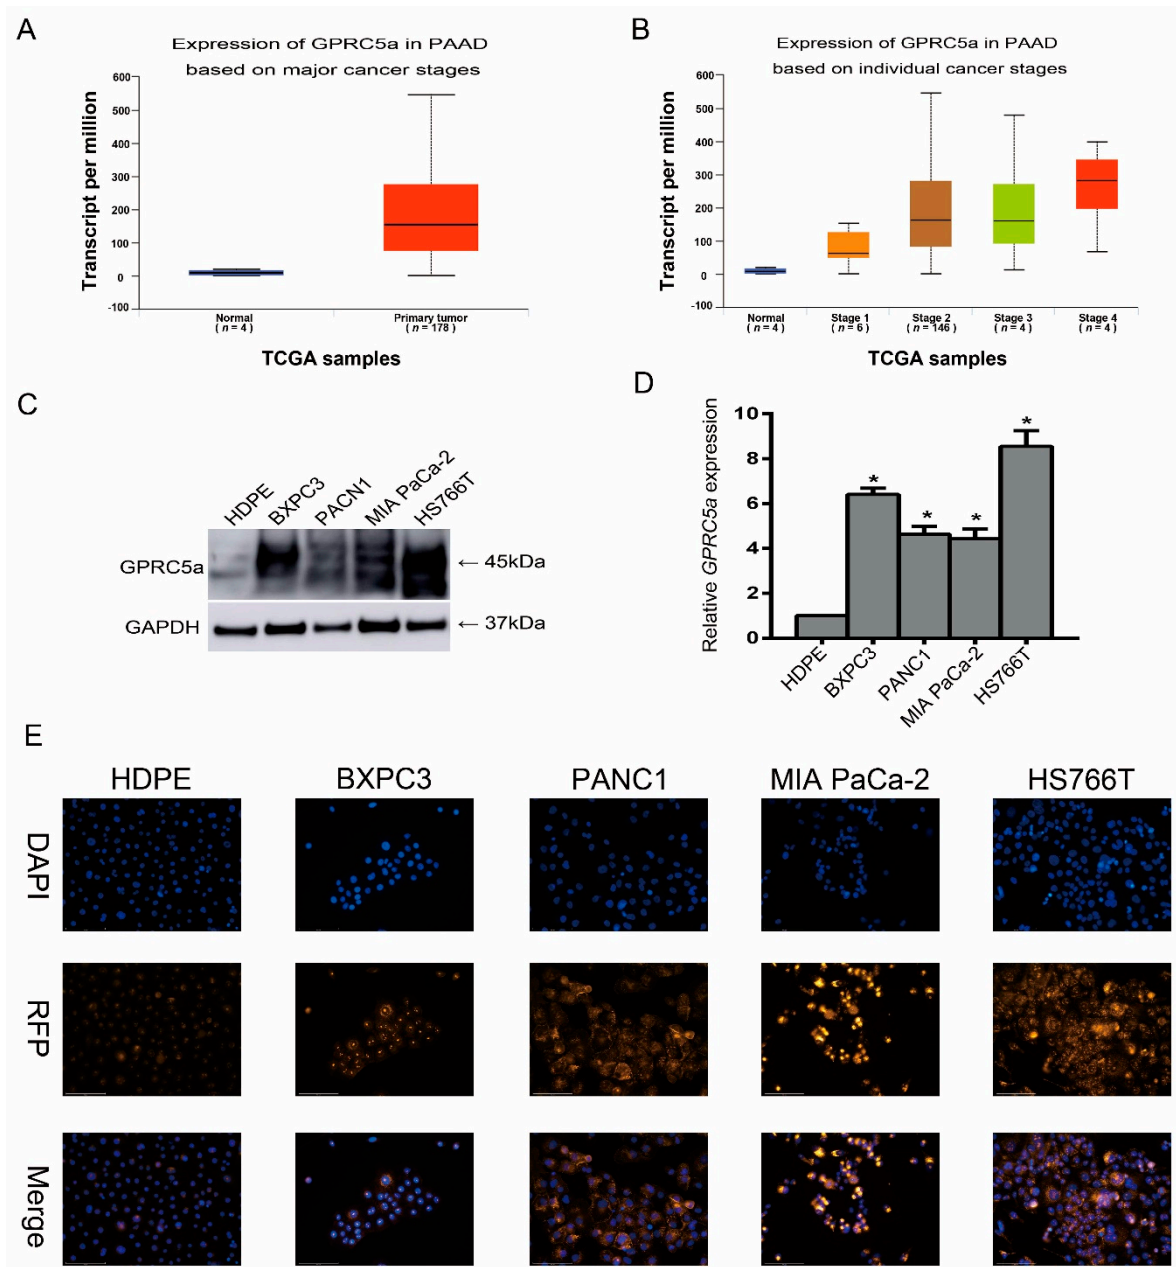 A
Expression of GPRC5a in PAAD
based on major cancer stages
Transcript per million
600
500
400
300
200
100
0
-100
Normal
( n = 4 )
Primary tumor
( n = 178 )
TCGA samples
B
Expression of GPRC5a in PAAD
based on individual cancer stages
Transcript per million
600
500
400
300
200
100
0
-100
Normal
( n = 4 )
Stage 1
( n = 6 )
Stage 2
( n = 146 )
Stage 3
( n = 4 )
Stage 4
( n = 4 )
TCGA samples
C
HDPE
BXPC3
PACN1
MIA PaCa-2
HS766T
GPRC5a
← 45kDa
GAPDH
← 37kDa
D
Relative GPRC5a expression
10
8
6
4
2
0
*
*
*
*
HDPE
BXPC3
PANC1
MIA PaCa-2
HS766T
E
HDPE
BXPC3
PANC1
MIA PaCa-2
HS766T
DAPI
RFP
Merge